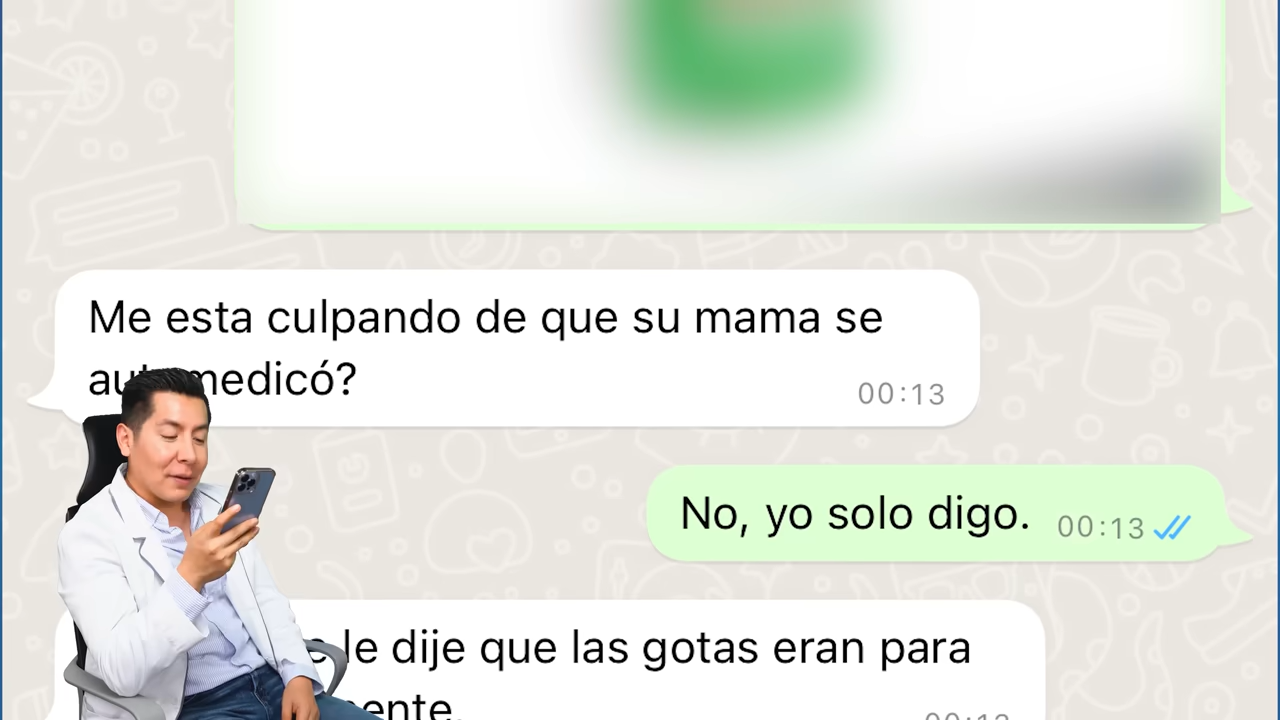 Me esta culpando de que su mama se
automedicó?
00:13
No, yo solo digo. 00:13
le dije que las gotas eran para